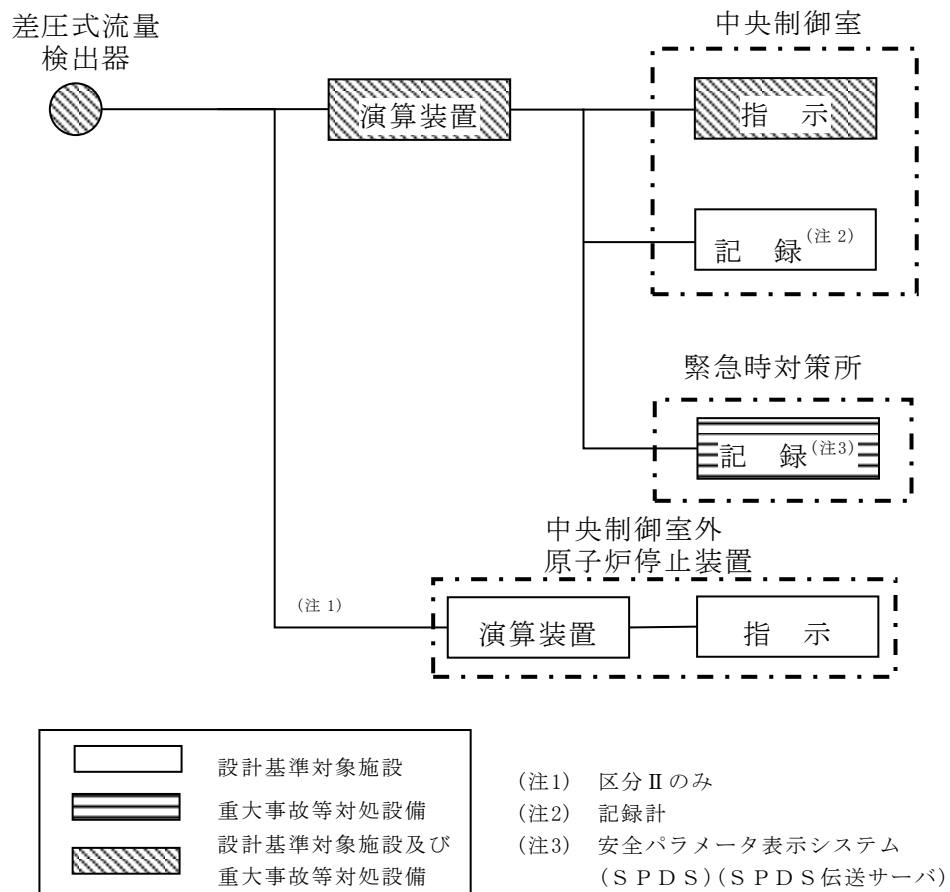 差圧式流量
検出器
中央制御室
演算装置
指　示
記　録(注 2)
緊急時対策所
記　録(注3)
中央制御室外
原子炉停止装置
(注 1)
演算装置
指　示
設計基準対象施設
重大事故等対処設備
設計基準対象施設及び
重大事故等対処設備
(注1)　区分Ⅱのみ
(注2)　記録計
(注3)　安全パラメータ表示システム
(ＳＰＤＳ)(ＳＰＤＳ伝送サーバ)